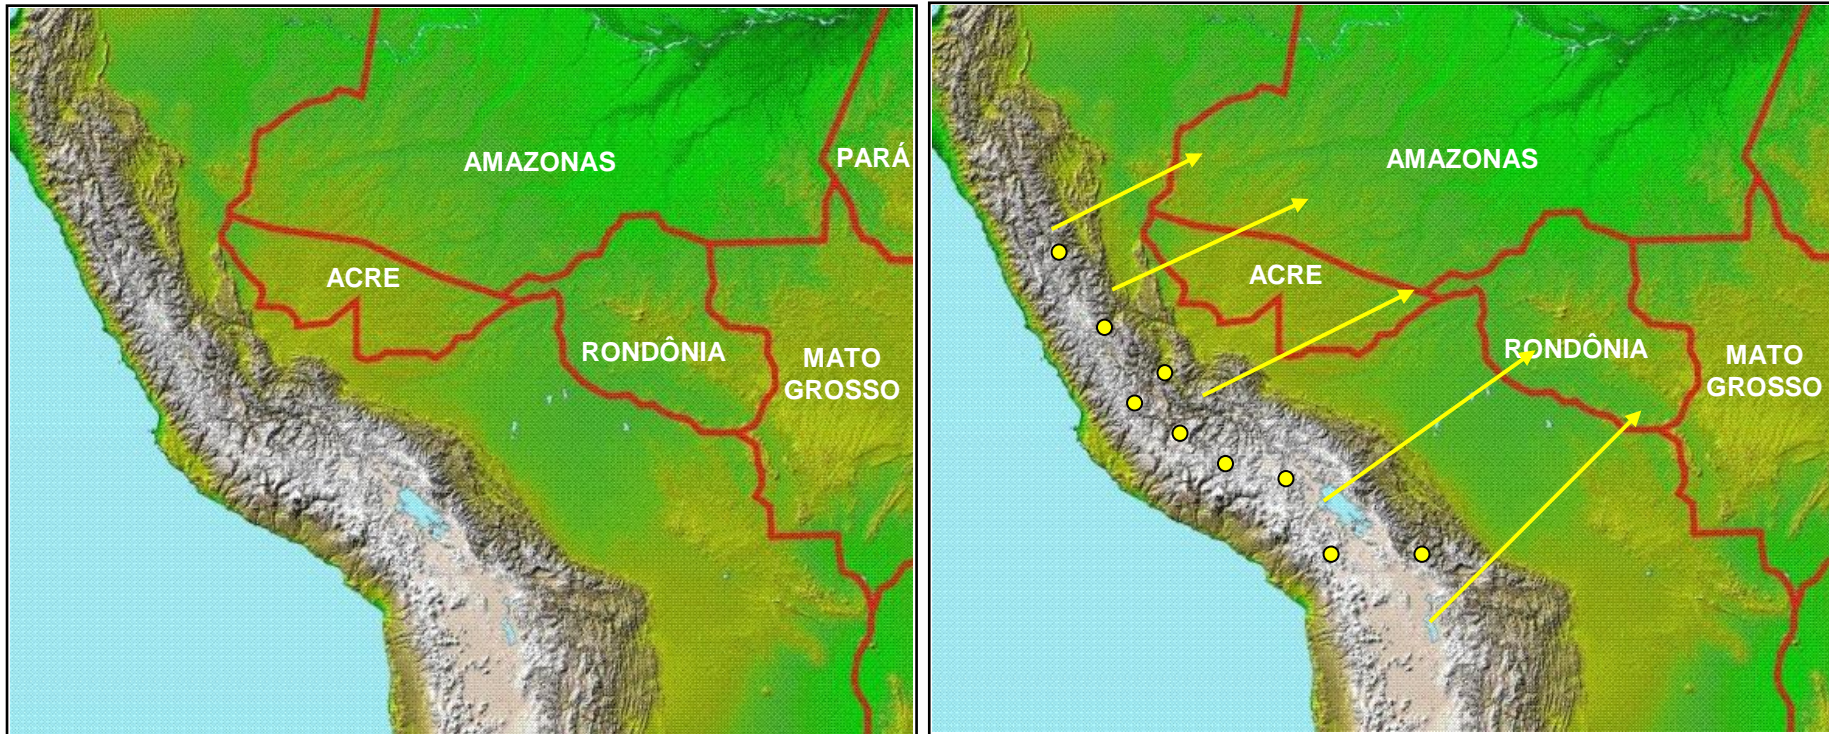 AMAZONAS
PARÁ
ACRE
RONDÔNIA
MATO
GROSSO
AMAZONAS
ACRE
RONDÔNIA
MATO
GROSSO